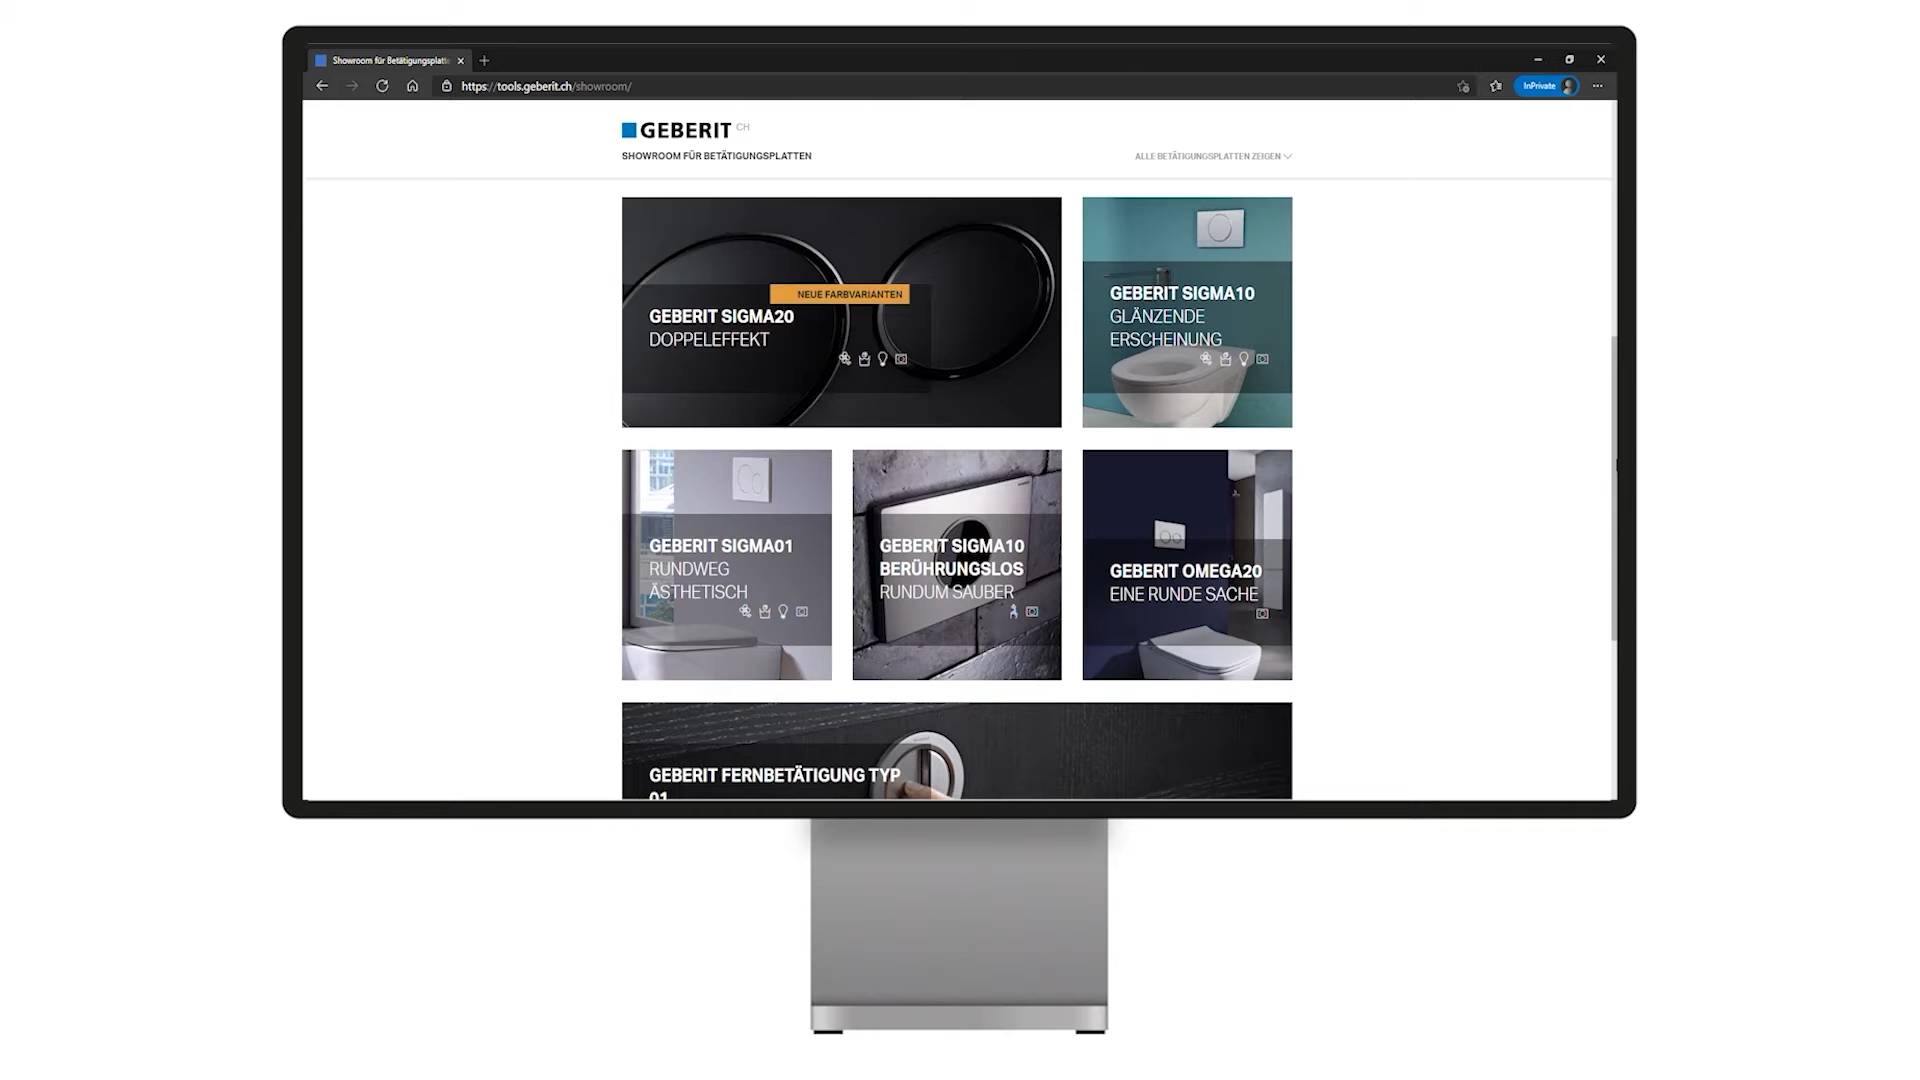 Showroom für Betätigungsplatte
https://tools.geberit.ch/showroom/
InPrivate
GEBERIT CH
SHOWROOM FÜR BETÄTIGUNGSPLATTEN
ALLE BETÄTIGUNGSPLATTEN ZEIGEN
NEUE FARBVARIANTEN
GEBERIT SIGMA20
DOPPELEFFEKT
GEBERIT SIGMA10
GLÄNZENDE
ERSCHEINUNG
GEBERIT SIGMA01
RUNDWEG
ÄSTHETISCH
GEBERIT SIGMA10
BERÜHRUNGSLOS
RUNDUM SAUBER
GEBERIT OMEGA20
EINE RUNDE SACHE
GEBERIT FERNBETÄTIGUNG TYP
01